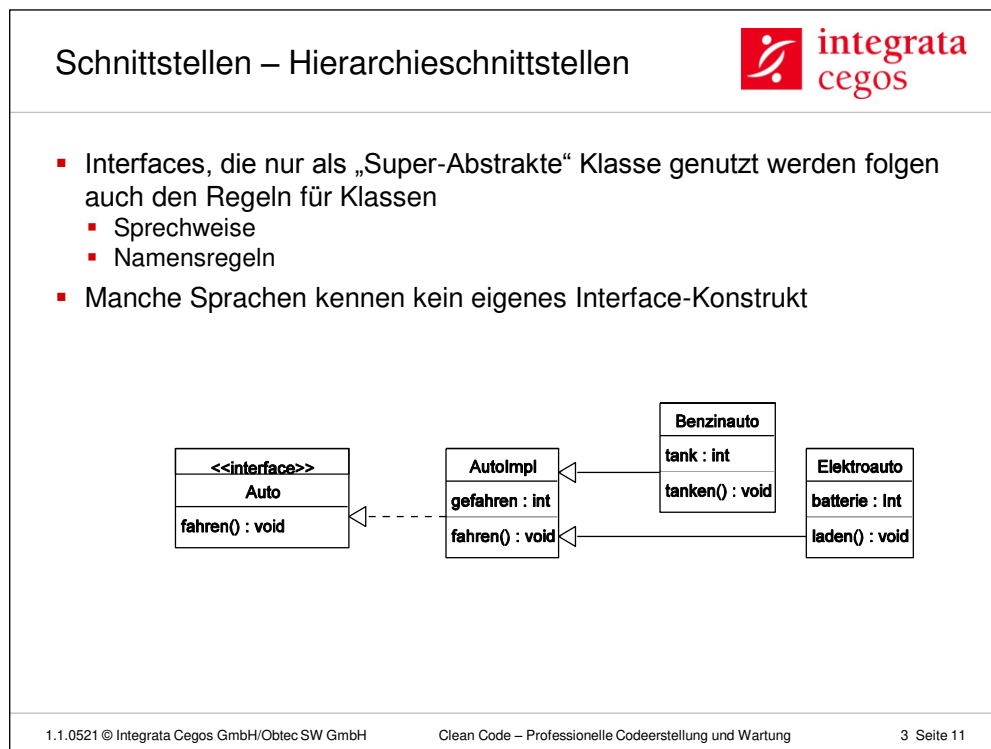 Schnittstellen – Hierarchieschnittstellen
integrata
cegos
▪ Interfaces, die nur als „Super-Abstrakte“ Klasse genutzt werden folgen
auch den Regeln für Klassen
▪ Sprechweise
▪ Namensregeln
▪ Manche Sprachen kennen kein eigenes Interface-Konstrukt
<<interface>>
Auto
fahren() : void
AutoImpl
gefahren : int
fahren() : void
Benzinauto
tank : int
tanken() : void
Elektroauto
batterie : Int
laden() : void
1.1.0521 © Integrata Cegos GmbH/Obtec SW GmbH
Clean Code – Professionelle Codeerstellung und Wartung
3 Seite 11